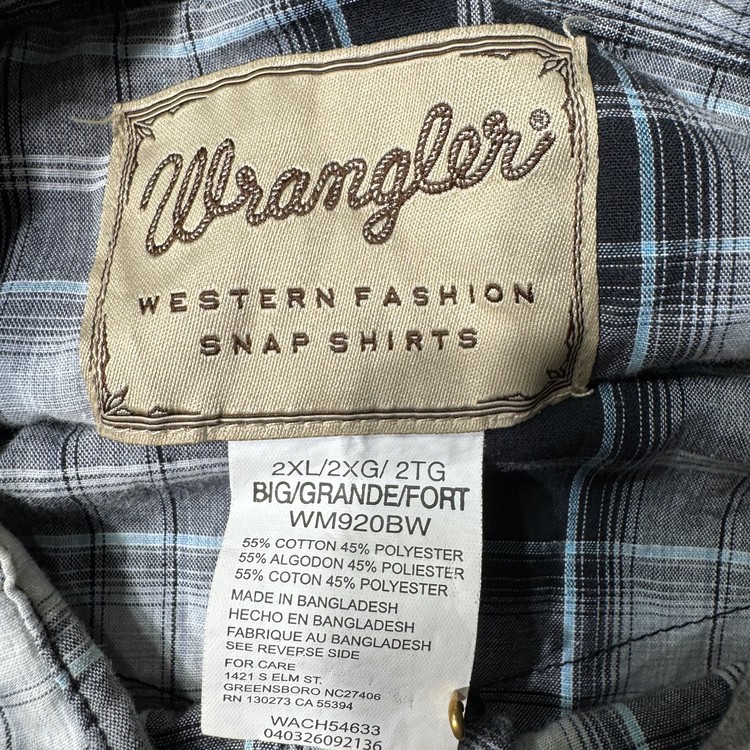 Wrangler®
WESTERN FASHION
SNAP SHIRTS
2XL/2XG/ 2TG
BIG/GRANDE/FORT
WM920BW
55% COTTON 45% POLYESTER
55% ALGODON 45% POLIESTER
55% COTON 45% POLYESTER
MADE IN BANGLADESH
HECHO EN BANGLADESH
FABRIQUE AU BANGLADESH
SEE REVERSE SIDE
FOR CARE
1421 S ELM ST.
GREENSBORO NC27406
RN 130273 CA 55394
WACH54633
040326092136